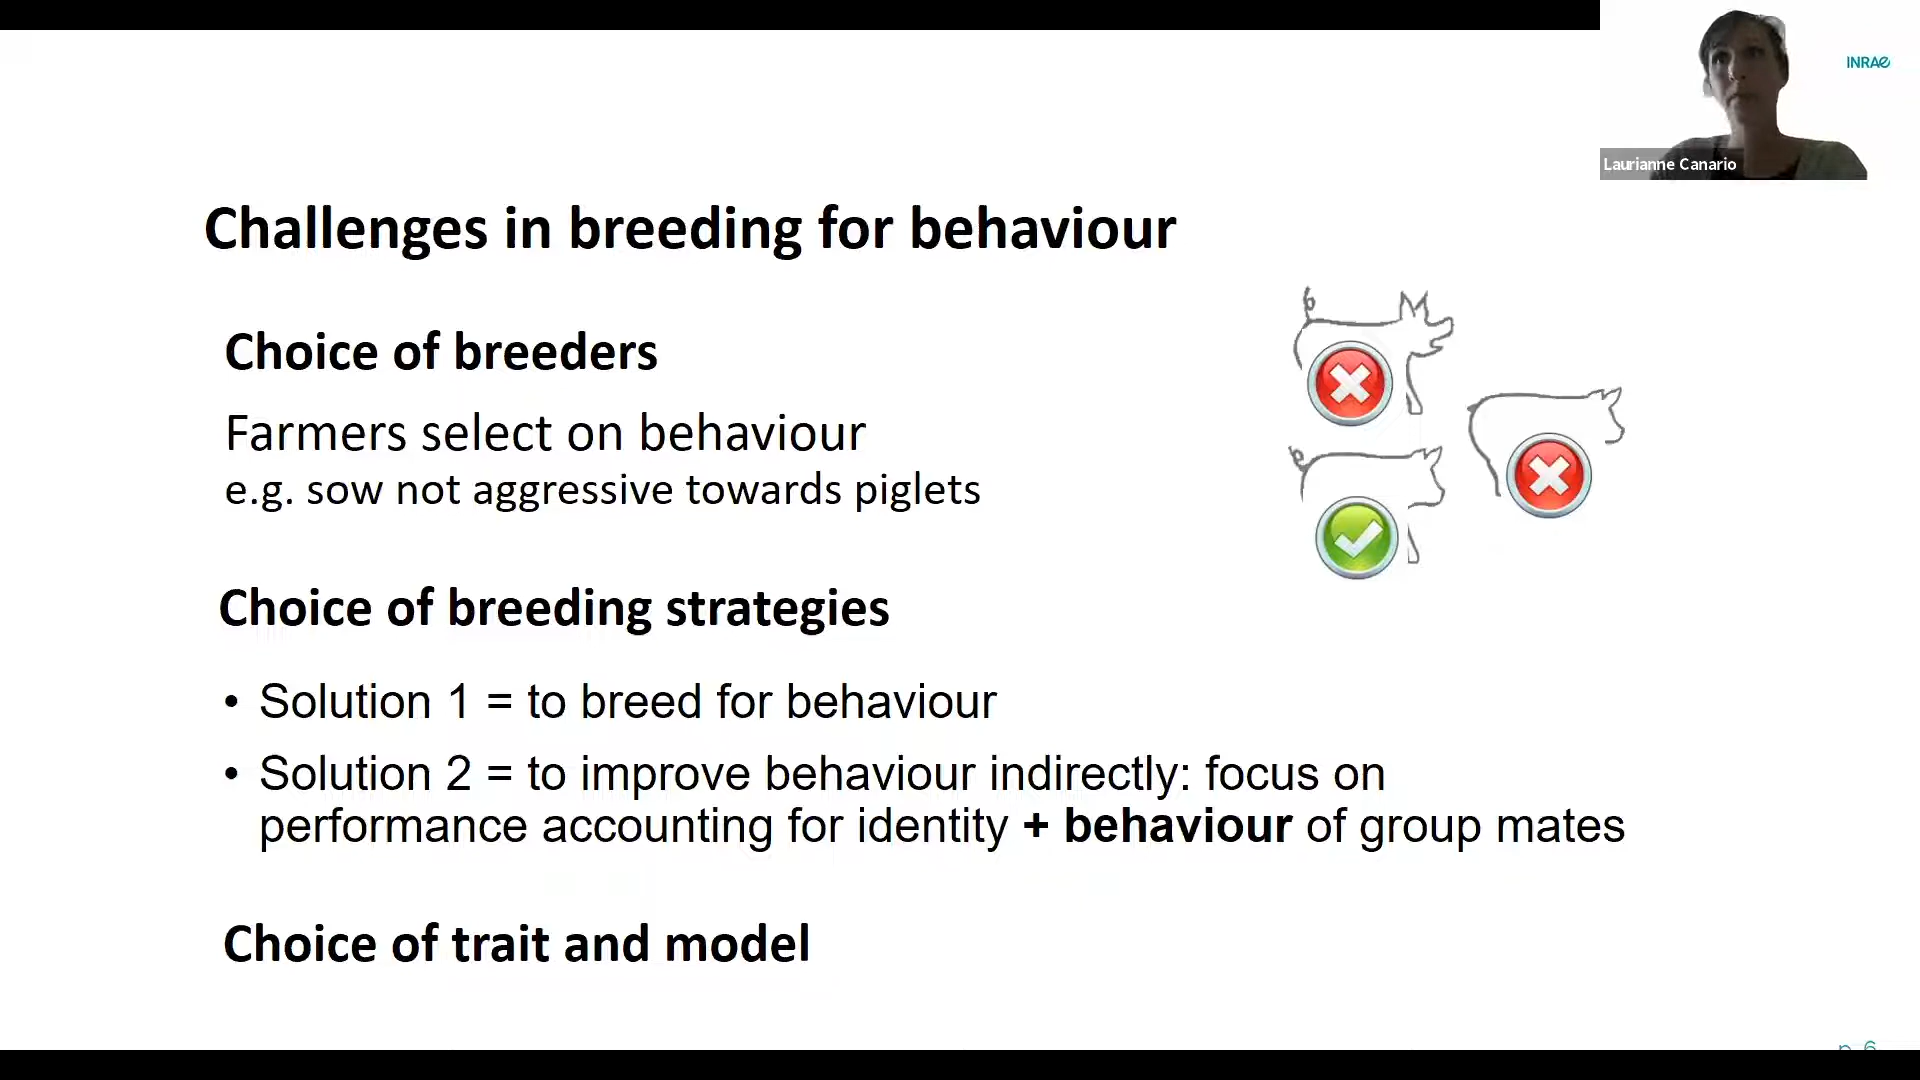 INRAE
Laurianne Canario
Challenges in breeding for behaviour
Choice of breeders
Farmers select on behaviour
e.g. sow not aggressive towards piglets
Choice of breeding strategies
• Solution 1 = to breed for behaviour
• Solution 2 = to improve behaviour indirectly: focus on
performance accounting for identity + behaviour of group mates
Choice of trait and model